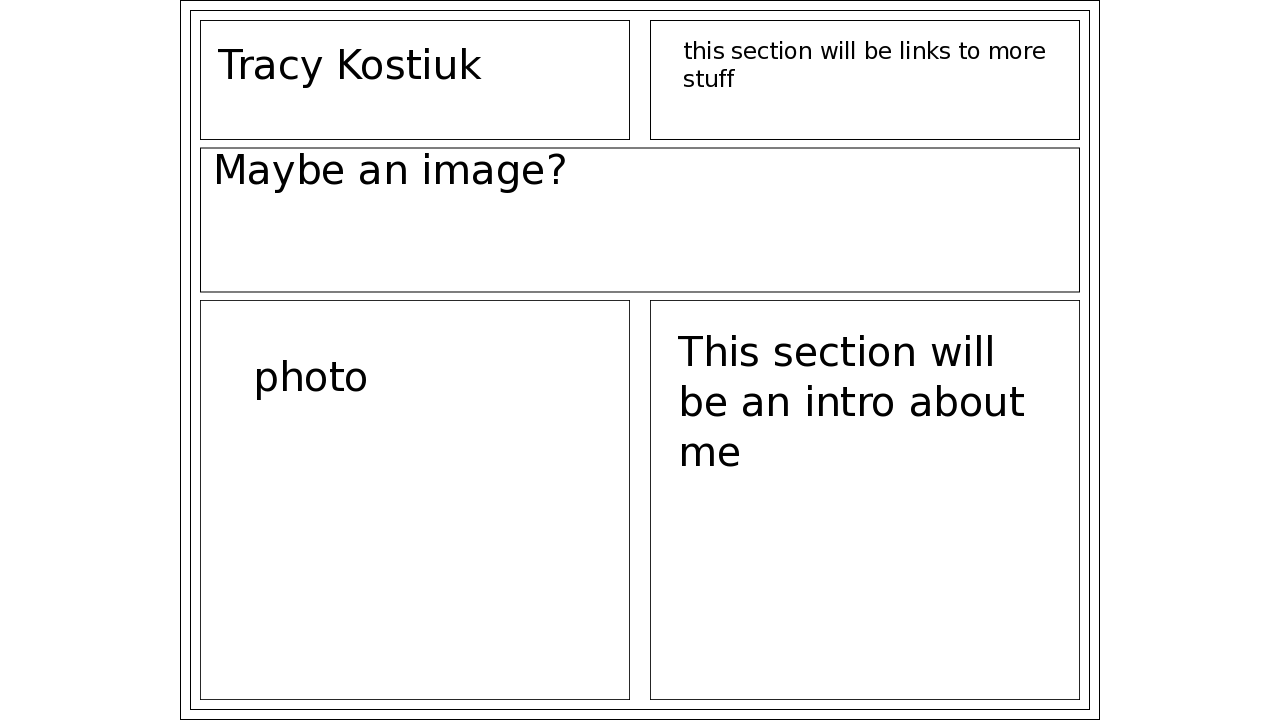 Tracy Kostiuk
this section will be links to more
stuff
Maybe an image?
photo
This section will
be an intro about
me